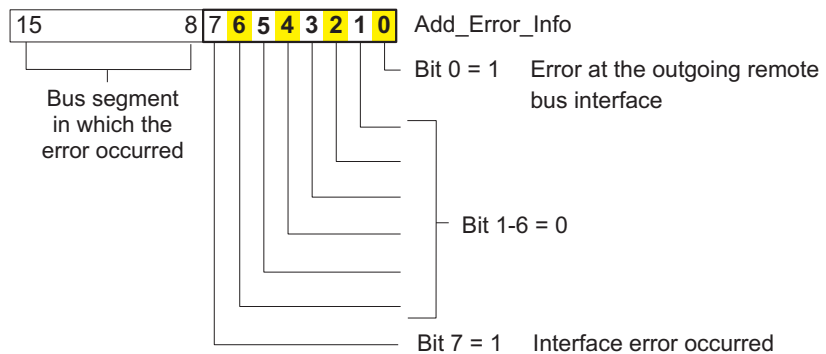 15 8 7 6 5 4 3 2 1 0 Add_Error_Info
Bit 0 = 1 Error at the outgoing remote
bus interface
Bus segment
in which the
error occurred
Bit 1-6 = 0
Bit 7 = 1 Interface error occurred